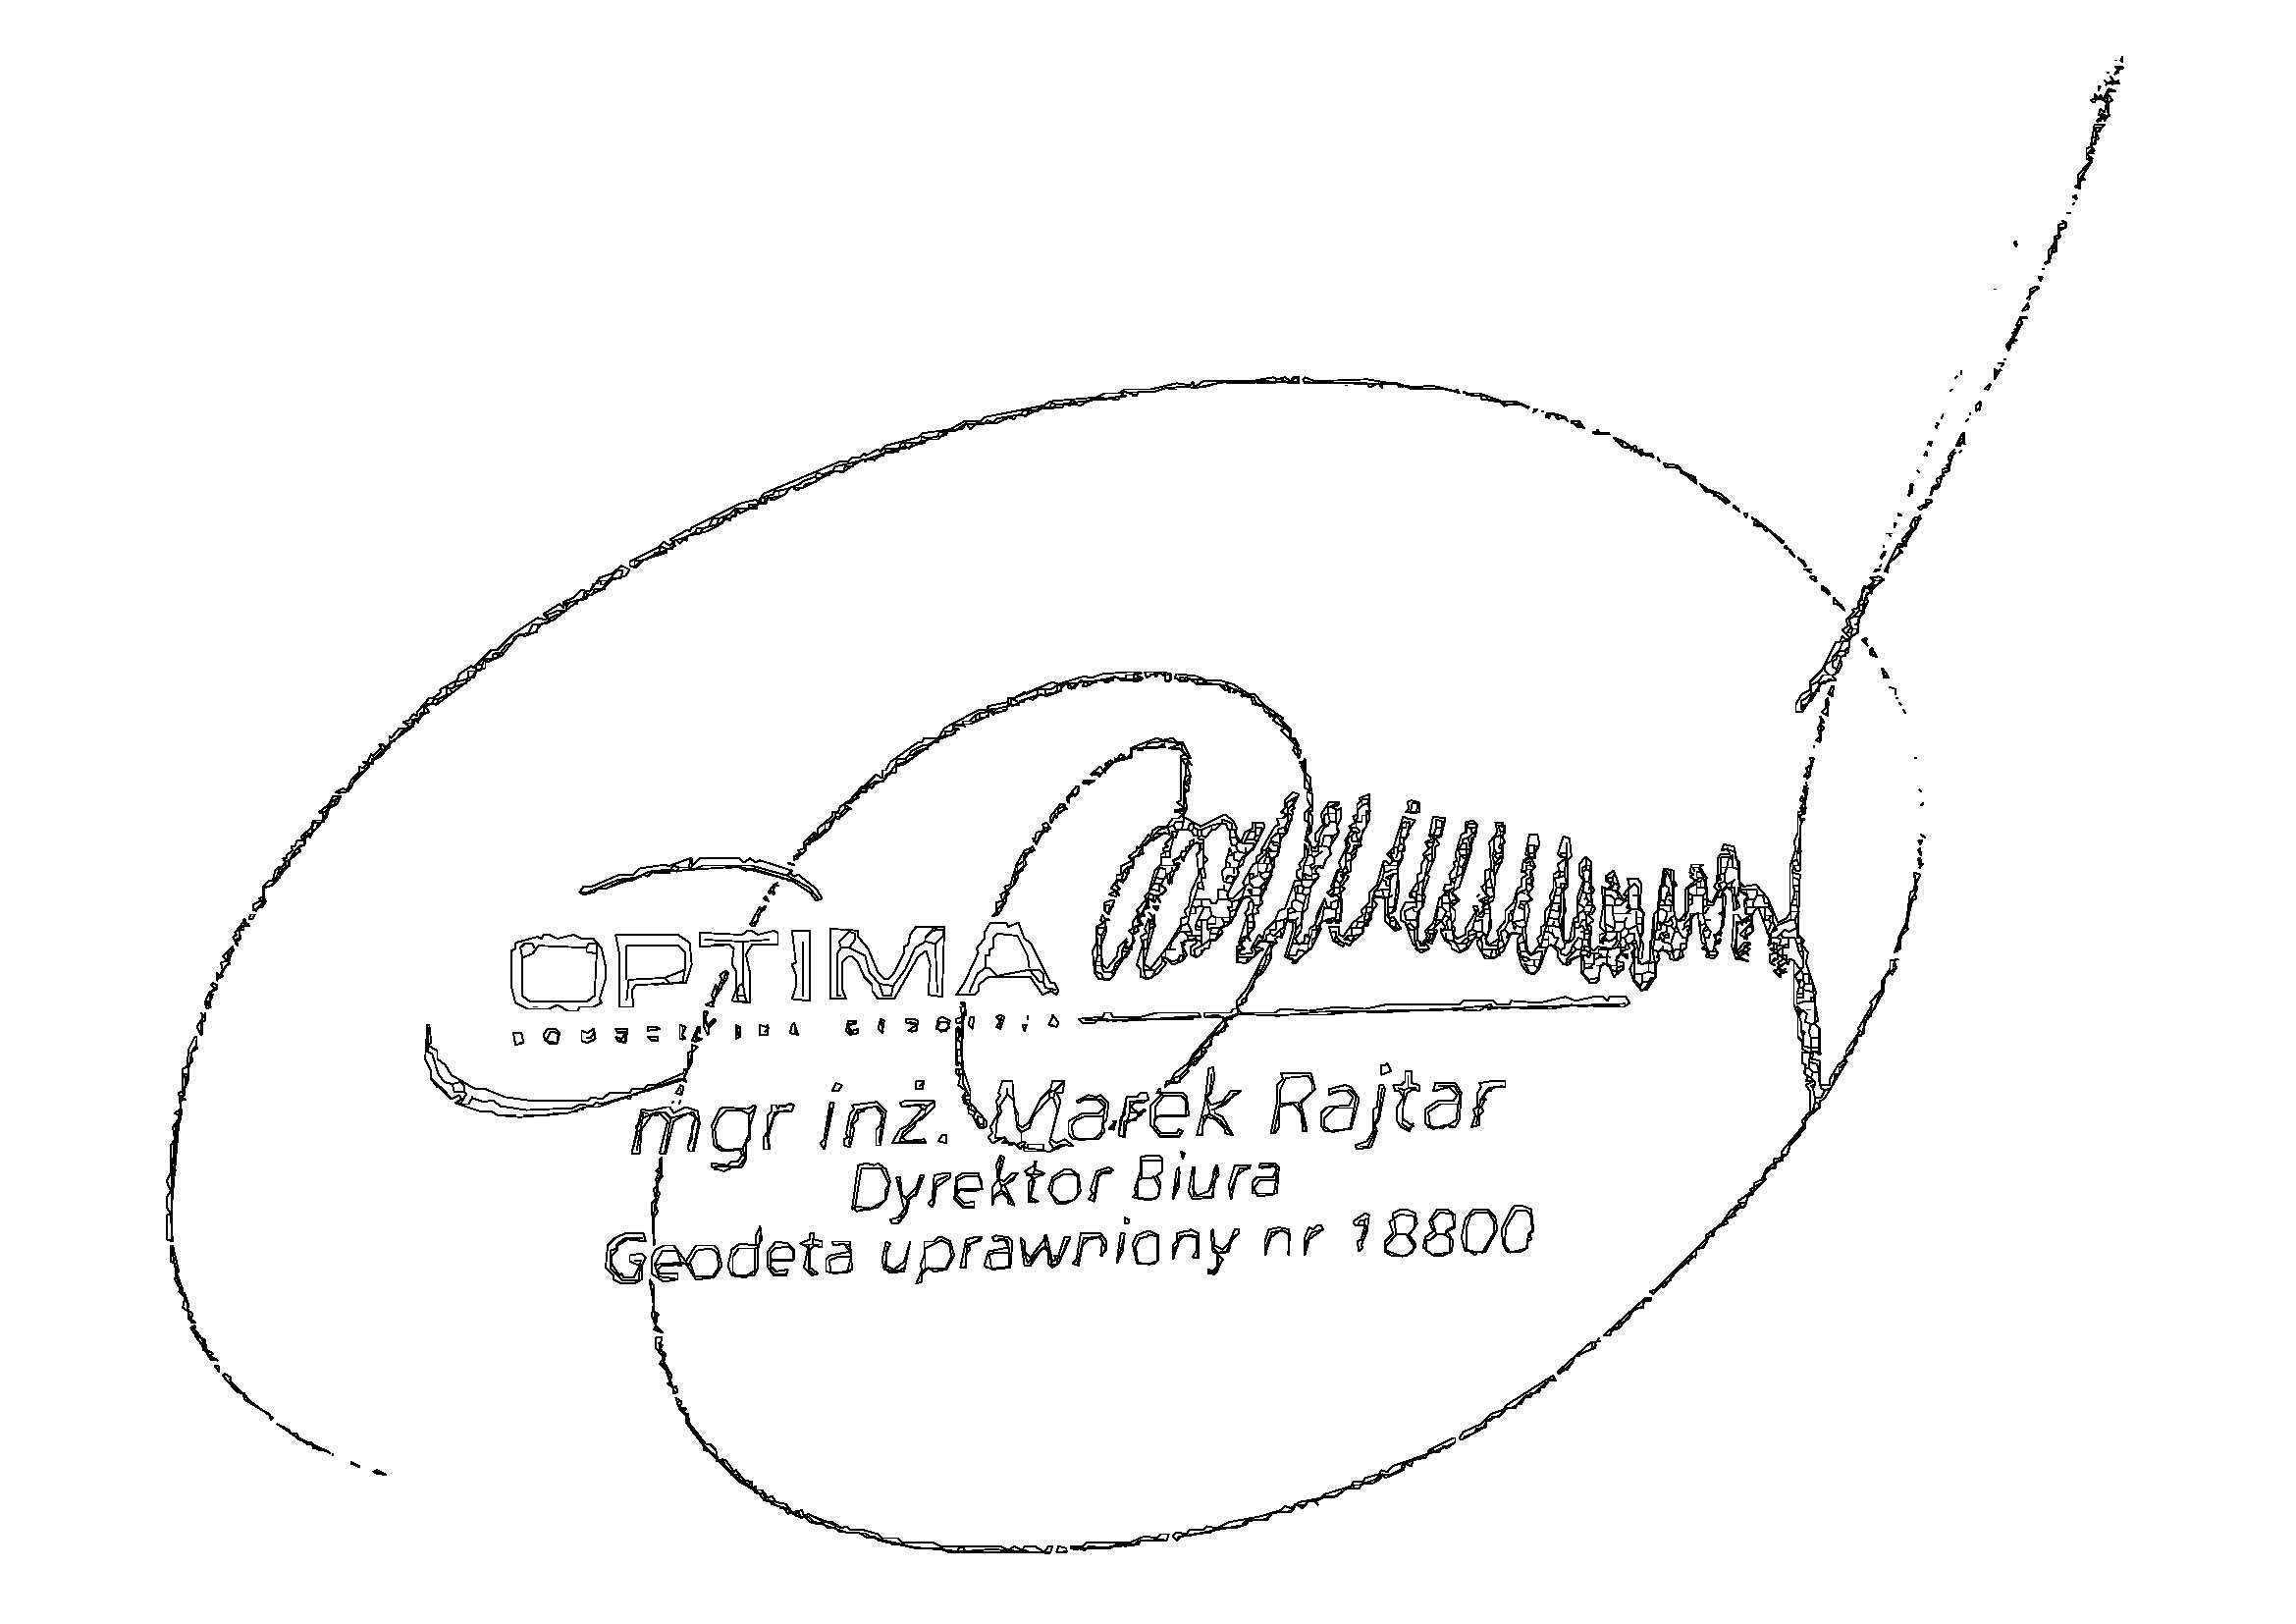 OPTIMA
mgr inż. Marek Rajtar
Dyrektor Biura
Geodeta uprawniony nr 18800